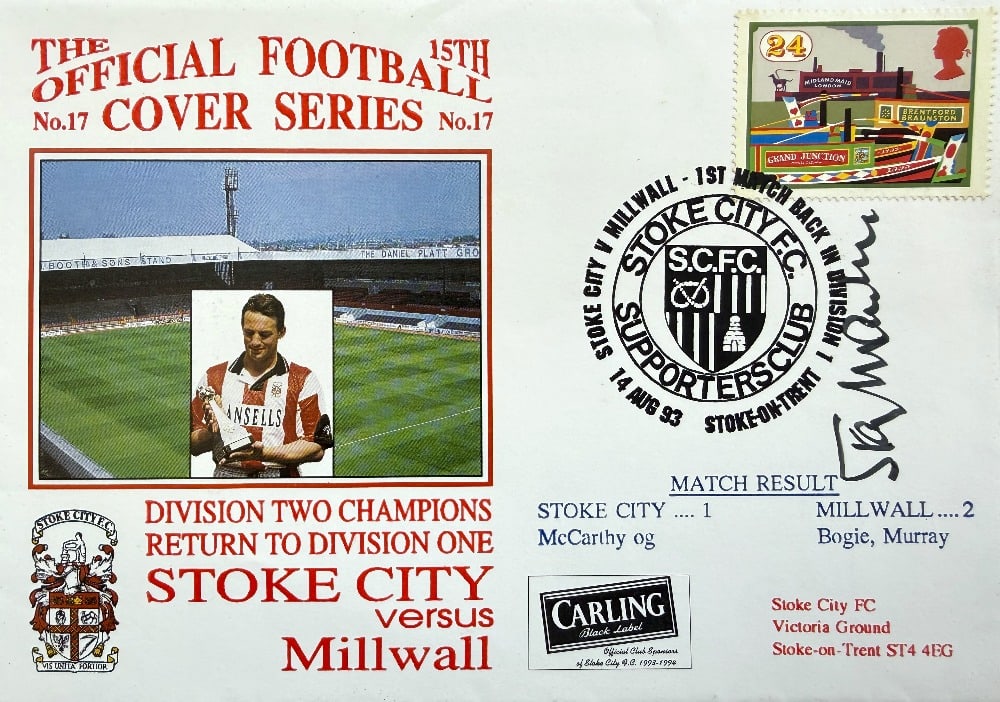 THE OFFICIAL FOOTBALL 15TH
No.17 COVER SERIES No.17
BOOTH & SONS STAND
THE DANIEL PLATT GRO
ANSELLS
DIVISION TWO CHAMPIONS
RETURN TO DIVISION ONE
STOKE CITY
versus
Millwall
STOKE CITY F.C.
VIS UNITA FORTIOR
24
MIDLAND MAID
LONDON
BRENTFORD
BRAUNSTON
GRAND JUNCTION
STOKE CITY V MILLWALL - 1ST MATCH BACK IN DIVISION 1
14 AUG 93 STOKE-ON-TRENT
STOKE CITY F.C.
S.C.F.C.
SUPPORTERS CLUB
MATCH RESULT
STOKE CITY .... 1 MILLWALL .... 2
McCarthy og Bogie, Murray
CARLING
Black Label
Official Club Sponsors
of Stoke City F.C. 1993-1994
Stoke City FC
Victoria Ground
Stoke-on-Trent ST4 4EG